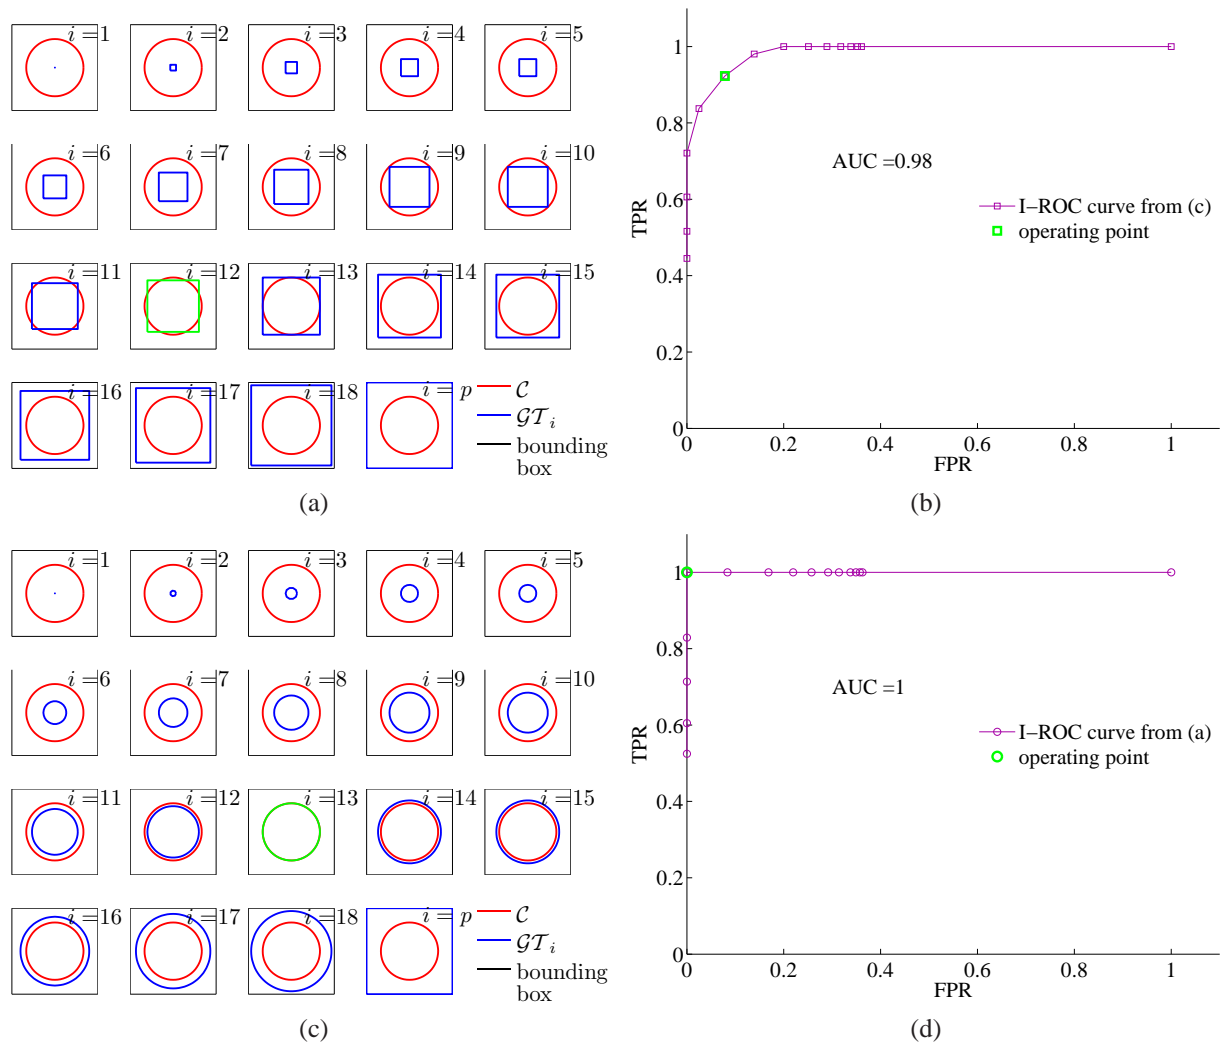 i =1 i =2 i =3 i =4 i =5
i =6 i =7 i =8 i =9 i =10
i =11 i =12 i =13 i =14 i =15
i =16 i =17 i =18 i = p
C
GT i
bounding
box
(a)
1
0.8
0.6
0.4
0.2
0
TPR
AUC =0.98
I−ROC curve from (c)
operating point
0 0.2 0.4 0.6 0.8 1
FPR
(b)
i =1 i =2 i =3 i =4 i =5
i =6 i =7 i =8 i =9 i =10
i =11 i =12 i =13 i =14 i =15
i =16 i =17 i =18 i = p
C
GT i
bounding
box
(c)
1
0.8
0.6
0.4
0.2
0
TPR
AUC =1
I−ROC curve from (a)
operating point
0 0.2 0.4 0.6 0.8 1
FPR
(d)